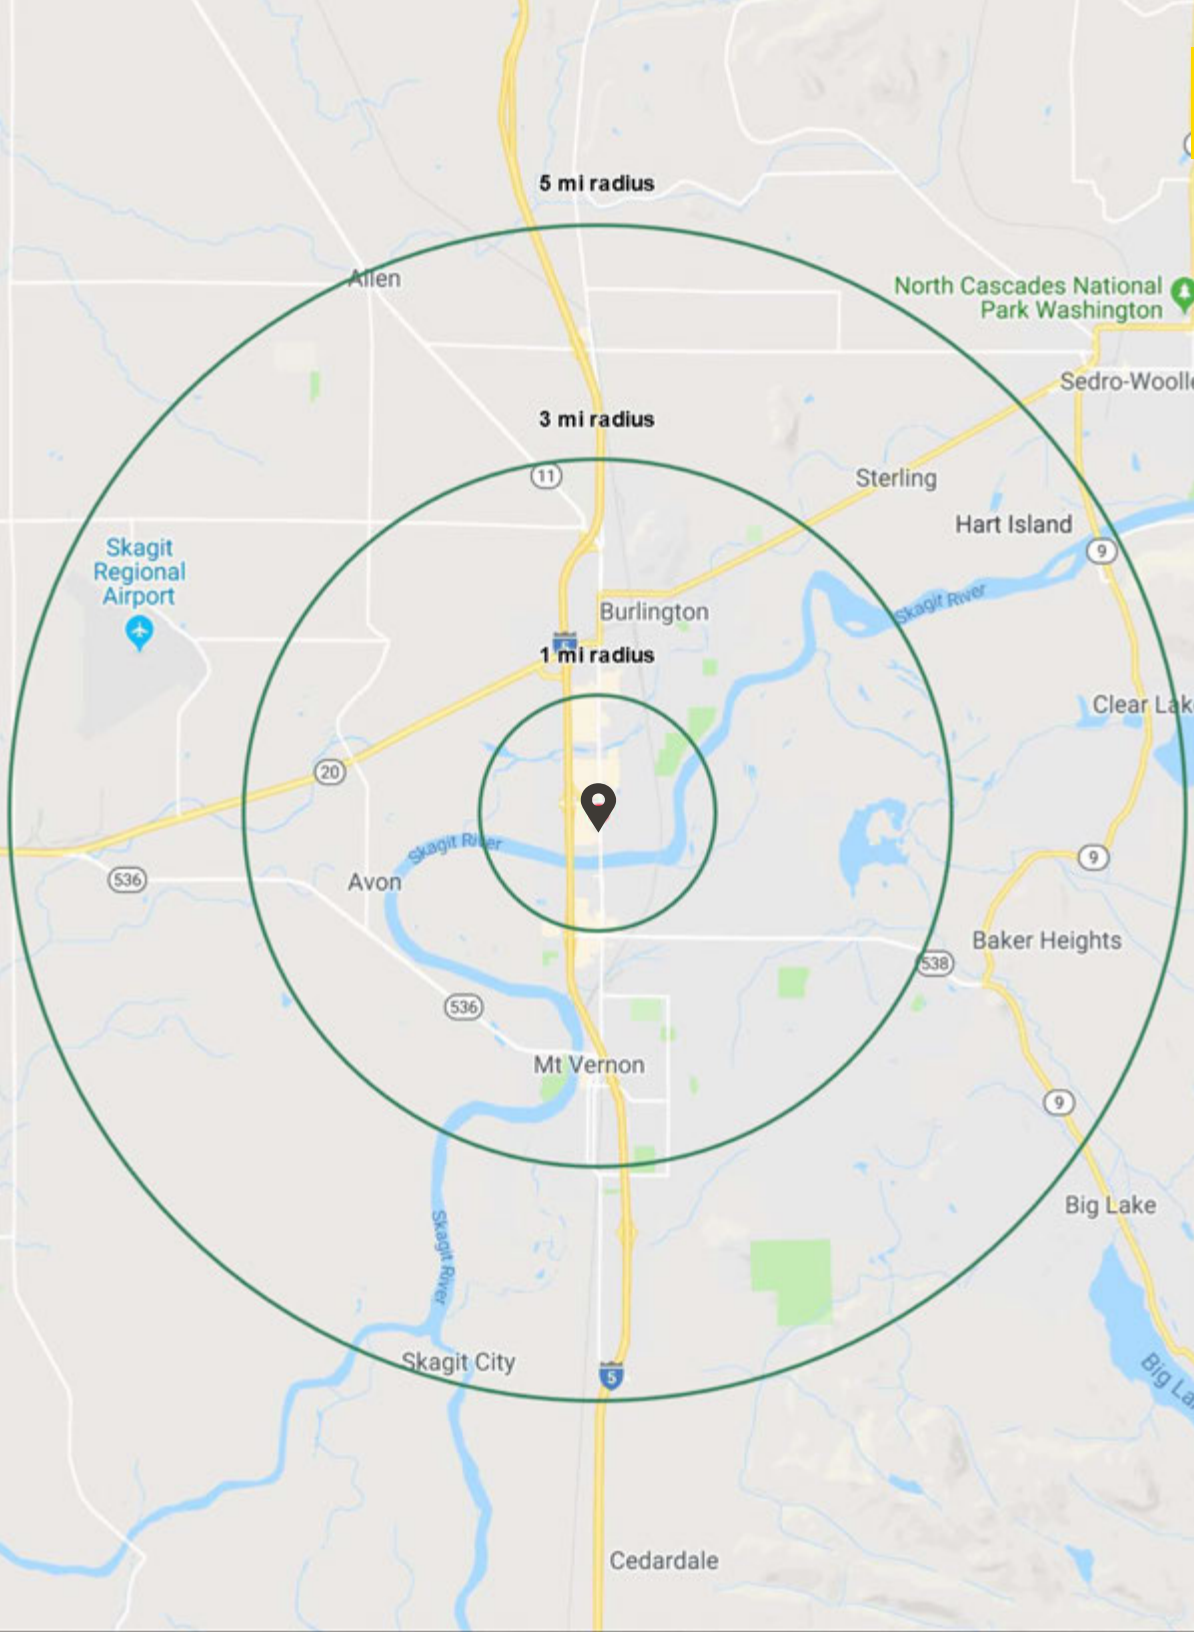 5 mi radius
Allen
North Cascades National
Park Washington
Sedro-Woolle
3 mi radius
11
Sterling
Hart Island
Skagit
Regional
Airport
9
Skagit River
Burlington
5
1 mi radius
Clear Lak
20
Skagit River
9
536
Avon
Baker Heights
538
536
Mt Vernon
9
Big Lake
Skagit River
Skagit City
5
Big La
Cedardale